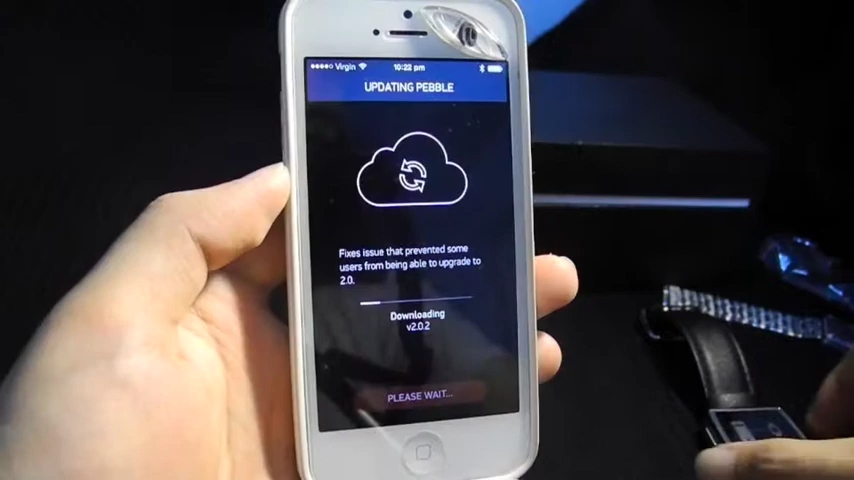 Virgin 10:22 pm
UPDATING PEBBLE
Fixes issue that prevented some
users from being able to upgrade to
2.0.
Downloading
v2.0.2
PLEASE WAIT...